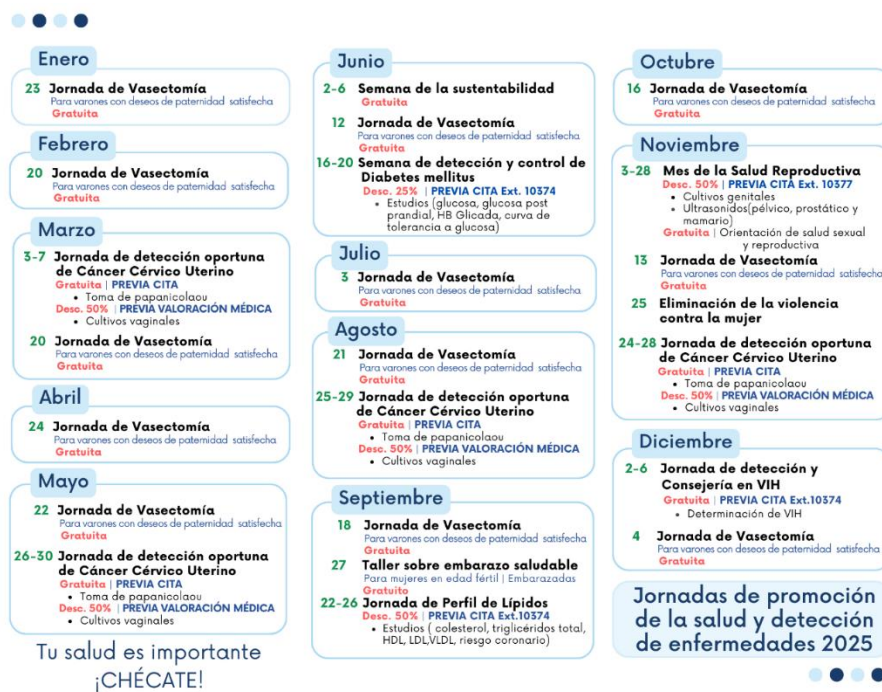 Enero
23 Jornada de Vasectomía
Para varones con deseos de paternidad satisfecha
Gratuita
Febrero
20 Jornada de Vasectomía
Para varones con deseos de paternidad satisfecha
Gratuita
Marzo
3-7 Jornada de detección oportuna
de Cáncer Cérvico Uterino
Gratuita | PREVIA CITA
• Toma de papanicolaou
Desc. 50% | PREVIA VALORACIÓN MÉDICA
• Cultivos vaginales
20 Jornada de Vasectomía
Para varones con deseos de paternidad satisfecha
Gratuita
Abril
24 Jornada de Vasectomía
Para varones con deseos de paternidad satisfecha
Gratuita
Mayo
22 Jornada de Vasectomía
Para varones con deseos de paternidad satisfecha
Gratuita
26-30 Jornada de detección oportuna
de Cáncer Cérvico Uterino
Gratuita | PREVIA CITA
• Toma de papanicolaou
Desc. 50% | PREVIA VALORACIÓN MÉDICA
• Cultivos vaginales
Tu salud es importante
¡CHÉCATE!
Junio
2-6 Semana de la sustentabilidad
Gratuita
12 Jornada de Vasectomía
Para varones con deseos de paternidad satisfecha
Gratuita
16-20 Semana de detección y control de
Diabetes mellitus
Desc. 25% | PREVIA CITA Ext. 10374
• Estudios (glucosa, glucosa post
prandial, HB Glicada, curva de
tolerancia a glucosa)
Julio
3 Jornada de Vasectomía
Para varones con deseos de paternidad satisfecha
Gratuita
Agosto
21 Jornada de Vasectomía
Para varones con deseos de paternidad satisfecha
Gratuita
25-29 Jornada de detección oportuna
de Cáncer Cérvico Uterino
Gratuita | PREVIA CITA
• Toma de papanicolaou
Desc. 50% | PREVIA VALORACIÓN MÉDICA
• Cultivos vaginales
Septiembre
18 Jornada de Vasectomía
Para varones con deseos de paternidad satisfecha
Gratuita
27 Taller sobre embarazo saludable
Para mujeres en edad fértil | Embarazadas
Gratuito
22-26 Jornada de Perfil de Lípidos
Desc. 50% | PREVIA CITA Ext.10374
• Estudios ( colesterol, triglicéridos total,
HDL, LDL,VLDL, riesgo coronario)
Octubre
16 Jornada de Vasectomía
Para varones con deseos de paternidad satisfecha
Gratuita
Noviembre
3-28 Mes de la Salud Reproductiva
Desc. 50% | PREVIA CITA Ext. 10377
• Cultivos genitales
• Ultrasonidos(pélvico, prostático y
mamario)
Gratuita | Orientación de salud sexual
y reproductiva
13 Jornada de Vasectomía
Para varones con deseos de paternidad satisfecha
Gratuita
25 Eliminación de la violencia
contra la mujer
24-28 Jornada de detección oportuna
de Cáncer Cérvico Uterino
Gratuita | PREVIA CITA
• Toma de papanicolaou
Desc. 50% | PREVIA VALORACIÓN MÉDICA
• Cultivos vaginales
Diciembre
2-6 Jornada de detección y
Consejería en VIH
Gratuita | PREVIA CITA Ext.10374
• Determinación de VIH
4 Jornada de Vasectomía
Para varones con deseos de paternidad satisfecha
Gratuita
Jornadas de promoción
de la salud y detección
de enfermedades 2025